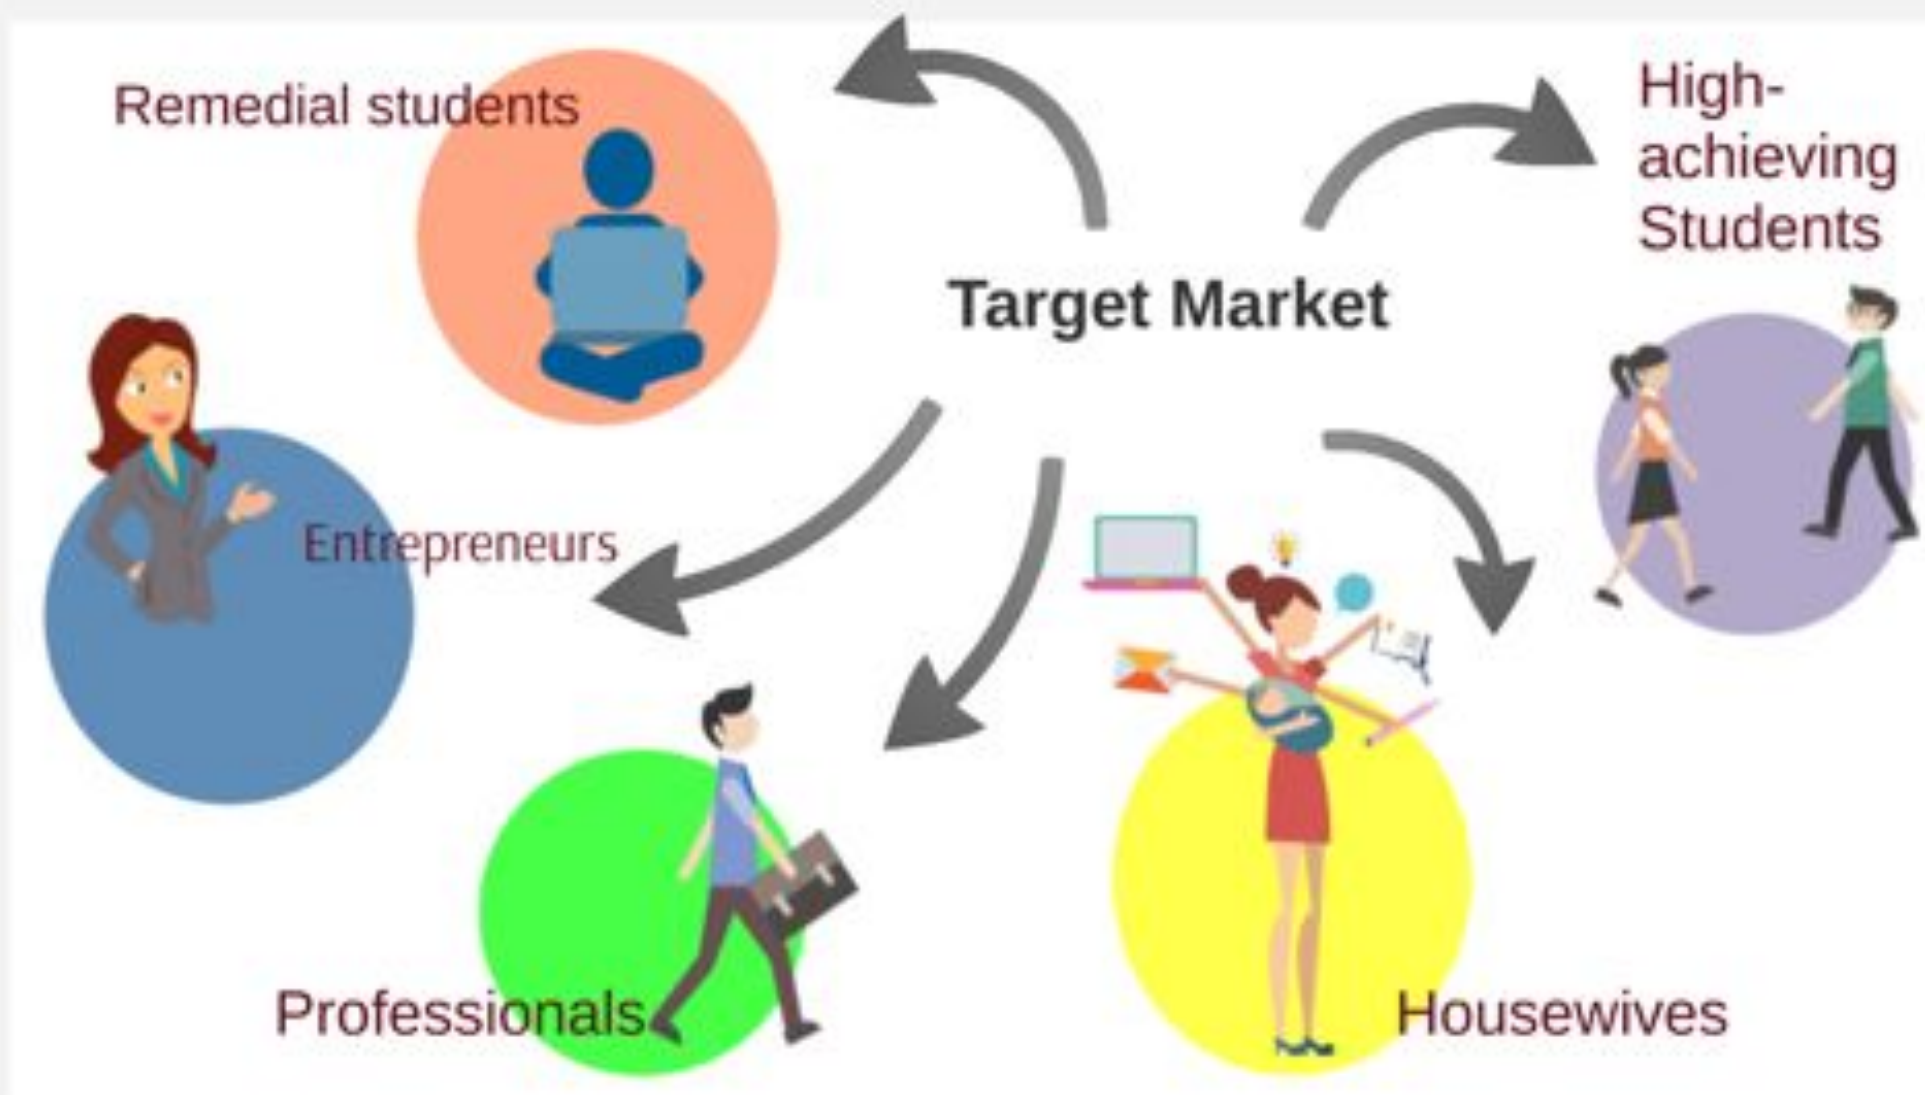 Remedial students
High-
achieving
Students
Target Market
Entrepreneurs
Professionals
Housewives